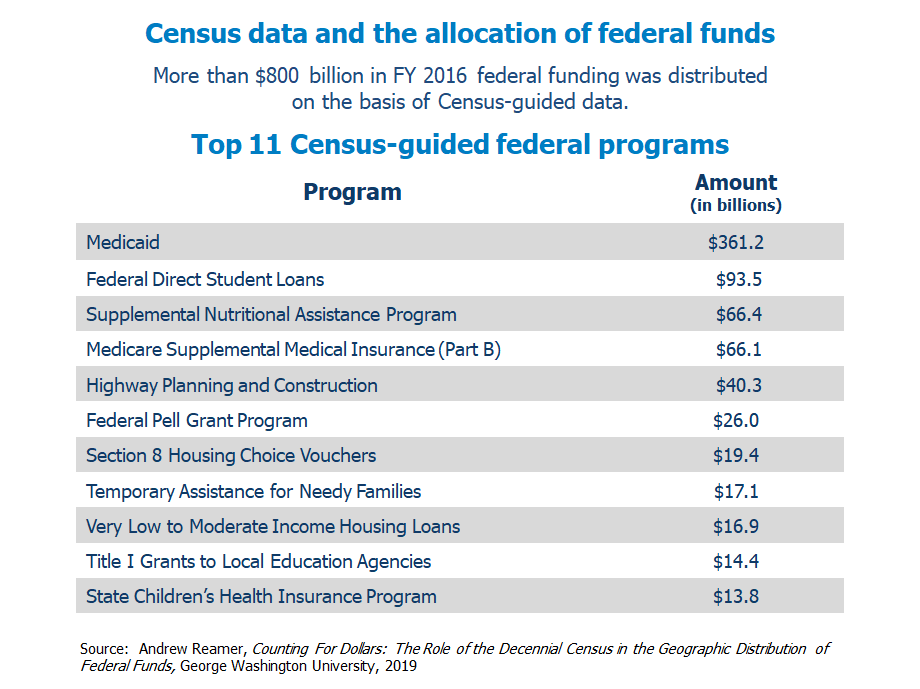 Census data and the allocation of federal funds
More than $800 billion in FY 2016 federal funding was distributed
on the basis of Census-guided data.
Top 11 Census-guided federal programs
Program Amount
(in billions)
Medicaid $361.2
Federal Direct Student Loans $93.5
Supplemental Nutritional Assistance Program $66.4
Medicare Supplemental Medical Insurance (Part B) $66.1
Highway Planning and Construction $40.3
Federal Pell Grant Program $26.0
Section 8 Housing Choice Vouchers $19.4
Temporary Assistance for Needy Families $17.1
Very Low to Moderate Income Housing Loans $16.9
Title I Grants to Local Education Agencies $14.4
State Children’s Health Insurance Program $13.8
Source: Andrew Reamer, Counting For Dollars: The Role of the Decennial Census in the Geographic Distribution of
Federal Funds, George Washington University, 2019